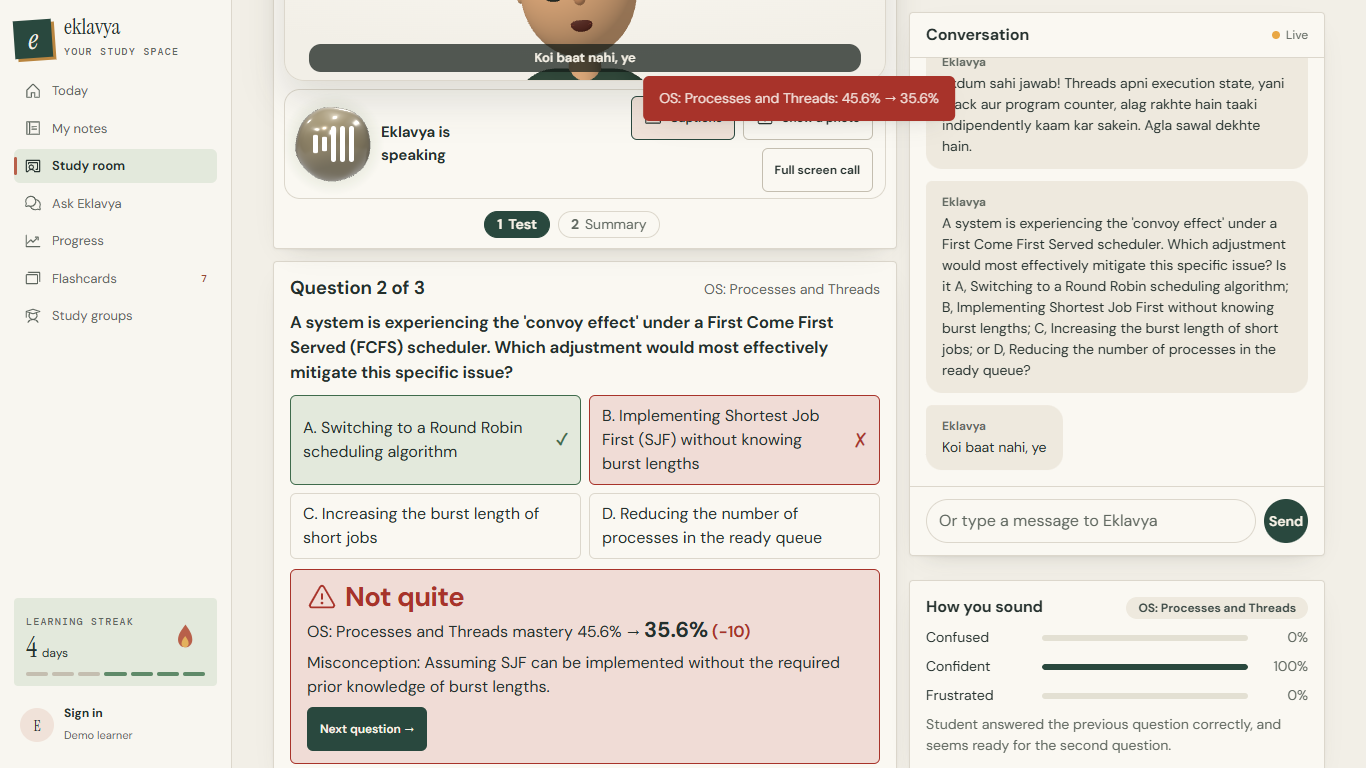 e
eklavya
YOUR STUDY SPACE
Today
My notes
Study room
Ask Eklavya
Progress
Flashcards
7
Study groups
LEARNING STREAK
4 days
E
Sign in
Demo learner
Koi baat nahi, ye
OS: Processes and Threads: 45.6% → 35.6%
Eklavya is
speaking
Full screen call
1 Test
2 Summary
Question 2 of 3
OS: Processes and Threads
A system is experiencing the 'convoy effect' under a First Come First
Served (FCFS) scheduler. Which adjustment would most effectively
mitigate this specific issue?
A. Switching to a Round Robin
scheduling algorithm
✓
B. Implementing Shortest Job
First (SJF) without knowing
burst lengths
✗
C. Increasing the burst length of
short jobs
D. Reducing the number of
processes in the ready queue
Not quite
OS: Processes and Threads mastery 45.6% → 35.6% (−10)
Misconception: Assuming SJF can be implemented without the required
prior knowledge of burst lengths.
Next question →
Conversation
Live
Eklavya
sahi jawab! Threads apni execution state, yani
aur program counter, alag rakhte hain taaki
indipendently kaam kar sakein. Agla sawal dekhte
hain.
Eklavya
A system is experiencing the 'convoy effect' under a
First Come First Served scheduler. Which adjustment
would most effectively mitigate this specific issue? Is
it A, Switching to a Round Robin scheduling algorithm;
B, Implementing Shortest Job First without knowing
burst lengths; C, Increasing the burst length of short
jobs; or D, Reducing the number of processes in the
ready queue?
Eklavya
Koi baat nahi, ye
Or type a message to Eklavya
Send
How you sound
OS: Processes and Threads
Confused
0%
Confident
100%
Frustrated
0%
Student answered the previous question correctly, and
seems ready for the second question.